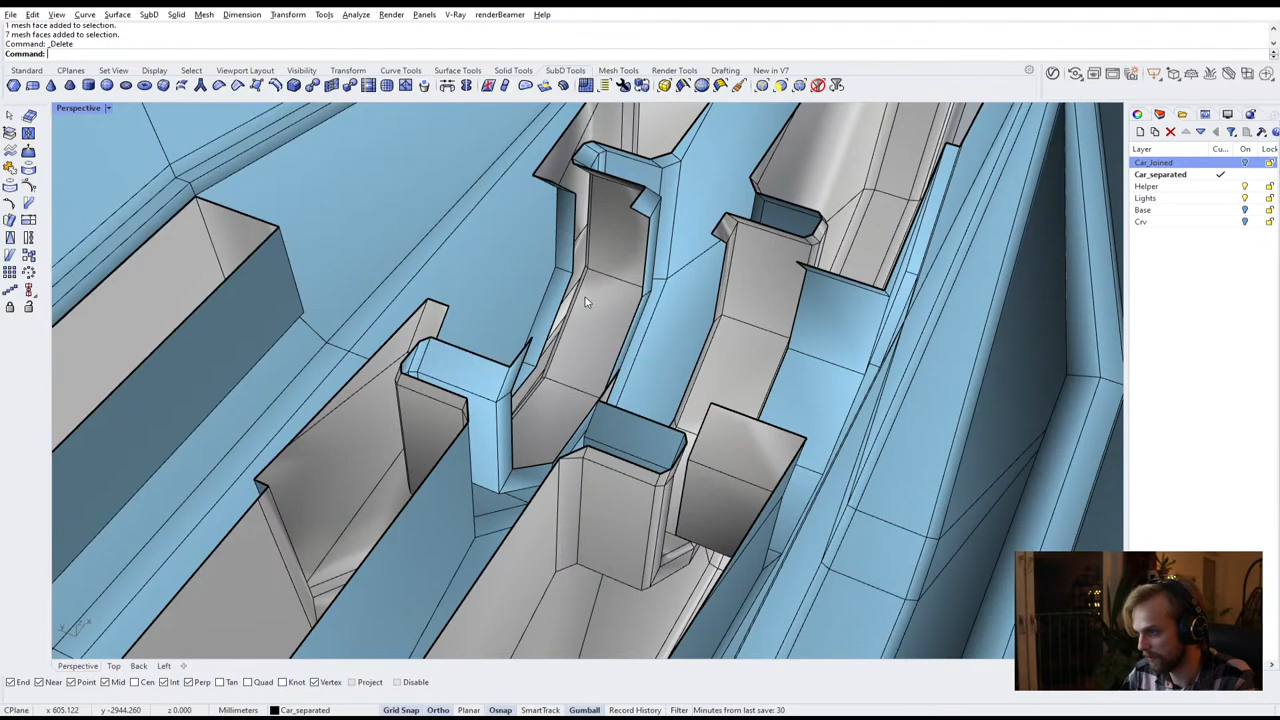 File Edit View Curve Surface SubD Solid Mesh Dimension Transform Tools Analyze Render Panels V-Ray renderBeamer Help
1 mesh face added to selection.
7 mesh faces added to selection.
Command: _Delete
Command:
Standard CPlanes Set View Display Select Viewport Layout Visibility Transform Curve Tools Surface Tools Solid Tools SubD Tools Mesh Tools Render Tools Drafting New in V7
Perspective
Layer Cu... On Lock
Car_Joined
Car_separated
Helper
Lights
Base
Crv
Perspective Top Back Left
End Near Point Mid Cen Int Perp Tan Quad Knot Vertex Project Disable
CPlane x 605.122 y -2944.260 z 0.000 Millimeters Car_separated Grid Snap Ortho Planar Osnap SmartTrack Gumball Record History Filter Minutes from last save: 30